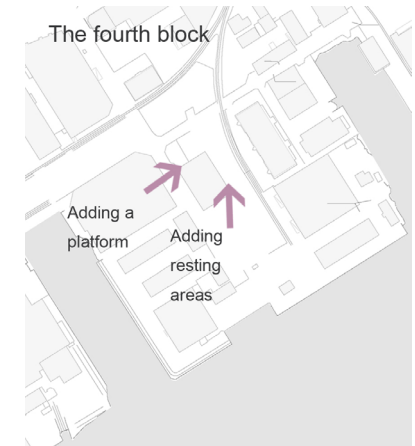 The fourth block
Adding a
platform
Adding
resting
areas